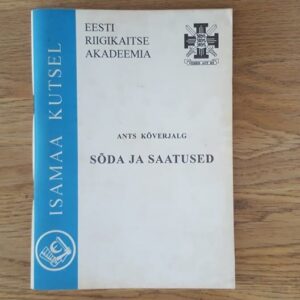 EESTI
RIIGIKAITSE
AKADEEMIA
ANTS KÕVERJALG
SÕDA JA SAATUSED
ISAMAA KUTSEL